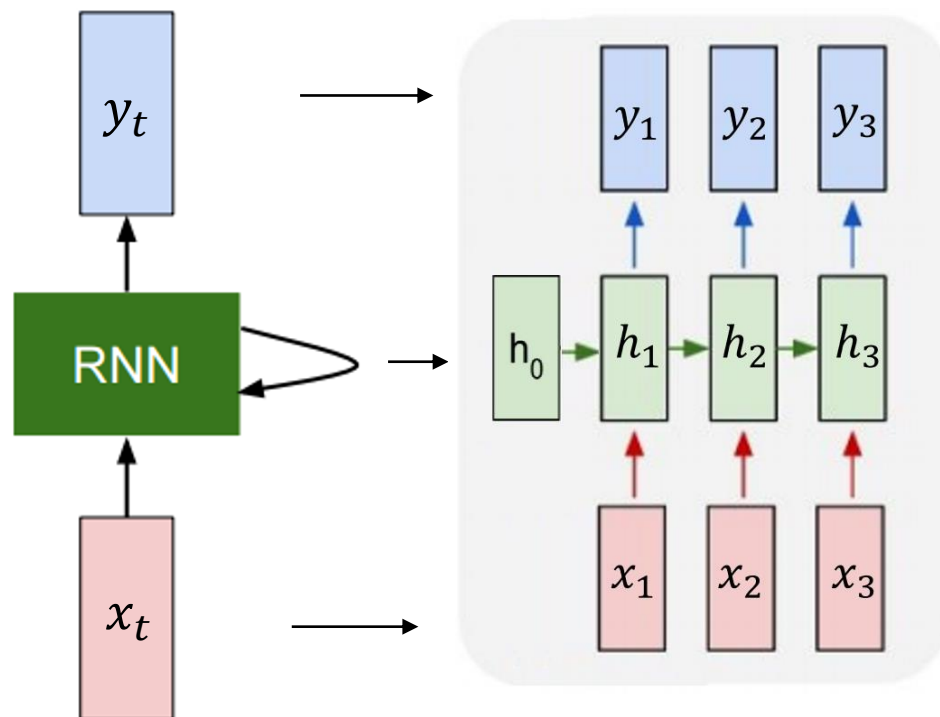 y_t
RNN
x_t
y_1 y_2 y_3
h_0 h_1 h_2 h_3
x_1 x_2 x_3